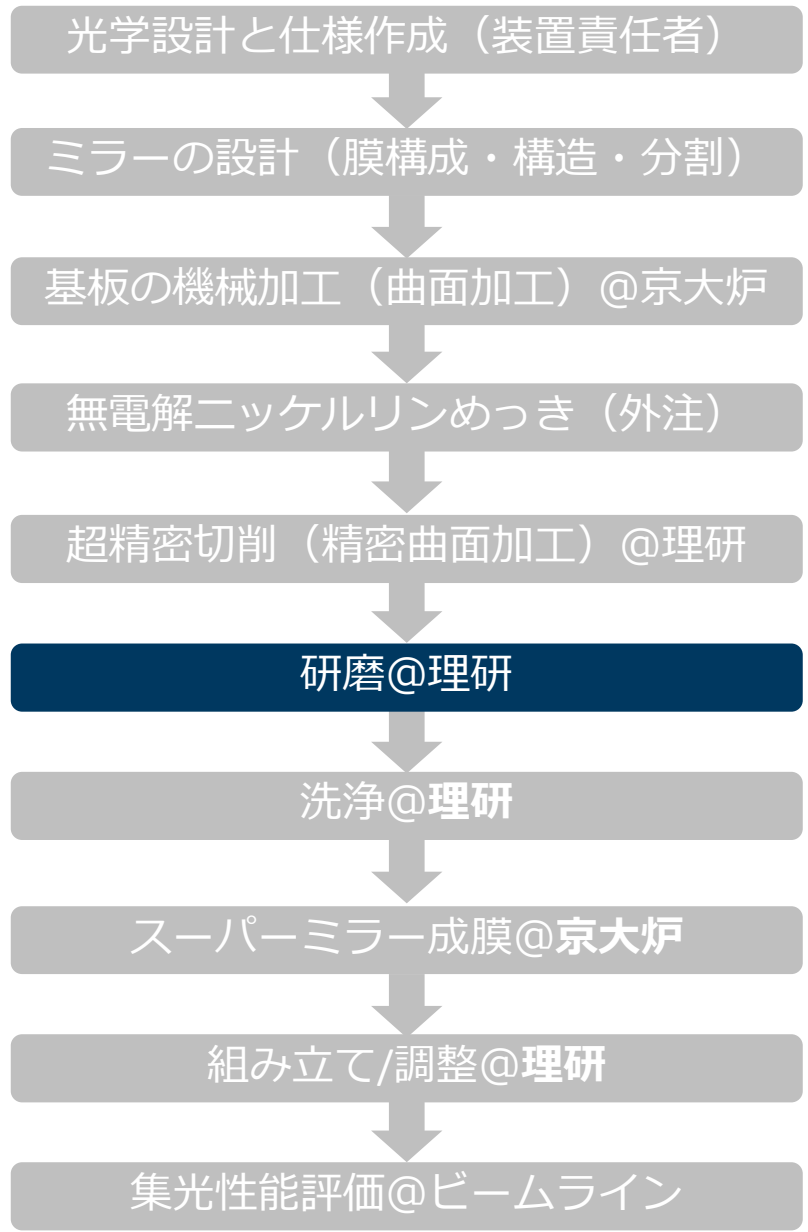 光学設計と仕様作成（装置責任者）
ミラーの設計（膜構成・構造・分割）
基板の機械加工（曲面加工）@京大炉
無電解ニッケルリンめっき（外注）
超精密切削（精密曲面加工）@理研
研磨@理研
洗浄@理研
スーパーミラー成膜@京大炉
組み立て/調整@理研
集光性能評価@ビームライン